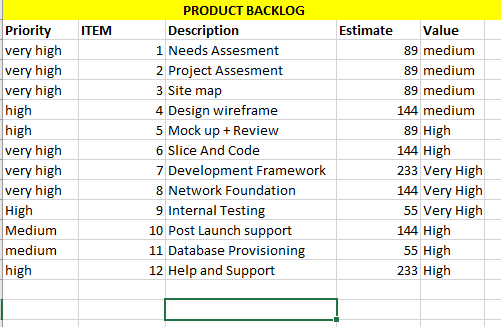 PRODUCT BACKLOG
Priority ITEM Description Estimate Value
very high 1 Needs Assesment 89 medium
very high 2 Project Assesment 89 medium
very high 3 Site map 89 medium
high 4 Design wireframe 144 medium
high 5 Mock up + Review 89 High
very high 6 Slice And Code 144 High
very high 7 Development Framework 233 Very High
very high 8 Network Foundation 144 Very High
High 9 Internal Testing 55 Very High
Medium 10 Post Launch support 144 High
medium 11 Database Provisioning 55 High
high 12 Help and Support 233 High